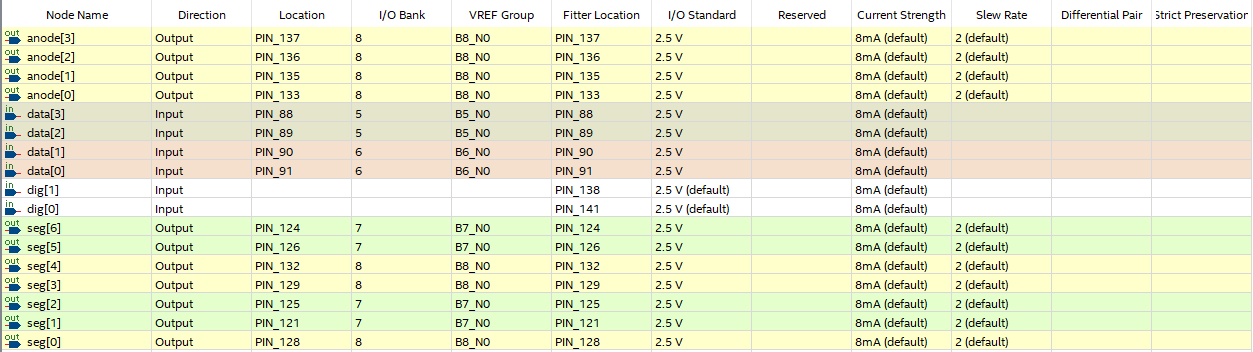 Node Name Direction Location I/O Bank VREF Group Fitter Location I/O Standard Reserved Current Strength Slew Rate Differential Pair Strict Preservation
out anode[3] Output PIN_137 8 B8_N0 PIN_137 2.5 V 8mA (default) 2 (default)
out anode[2] Output PIN_136 8 B8_N0 PIN_136 2.5 V 8mA (default) 2 (default)
out anode[1] Output PIN_135 8 B8_N0 PIN_135 2.5 V 8mA (default) 2 (default)
out anode[0] Output PIN_133 8 B8_N0 PIN_133 2.5 V 8mA (default) 2 (default)
in data[3] Input PIN_88 5 B5_N0 PIN_88 2.5 V 8mA (default)
in data[2] Input PIN_89 5 B5_N0 PIN_89 2.5 V 8mA (default)
in data[1] Input PIN_90 6 B6_N0 PIN_90 2.5 V 8mA (default)
in data[0] Input PIN_91 6 B6_N0 PIN_91 2.5 V 8mA (default)
in dig[1] Input PIN_138 2.5 V (default) 8mA (default)
in dig[0] Input PIN_141 2.5 V (default) 8mA (default)
out seg[6] Output PIN_124 7 B7_N0 PIN_124 2.5 V 8mA (default) 2 (default)
out seg[5] Output PIN_126 7 B7_N0 PIN_126 2.5 V 8mA (default) 2 (default)
out seg[4] Output PIN_132 8 B8_N0 PIN_132 2.5 V 8mA (default) 2 (default)
out seg[3] Output PIN_129 8 B8_N0 PIN_129 2.5 V 8mA (default) 2 (default)
out seg[2] Output PIN_125 7 B7_N0 PIN_125 2.5 V 8mA (default) 2 (default)
out seg[1] Output PIN_121 7 B7_N0 PIN_121 2.5 V 8mA (default) 2 (default)
out seg[0] Output PIN_128 8 B8_N0 PIN_128 2.5 V 8mA (default) 2 (default)